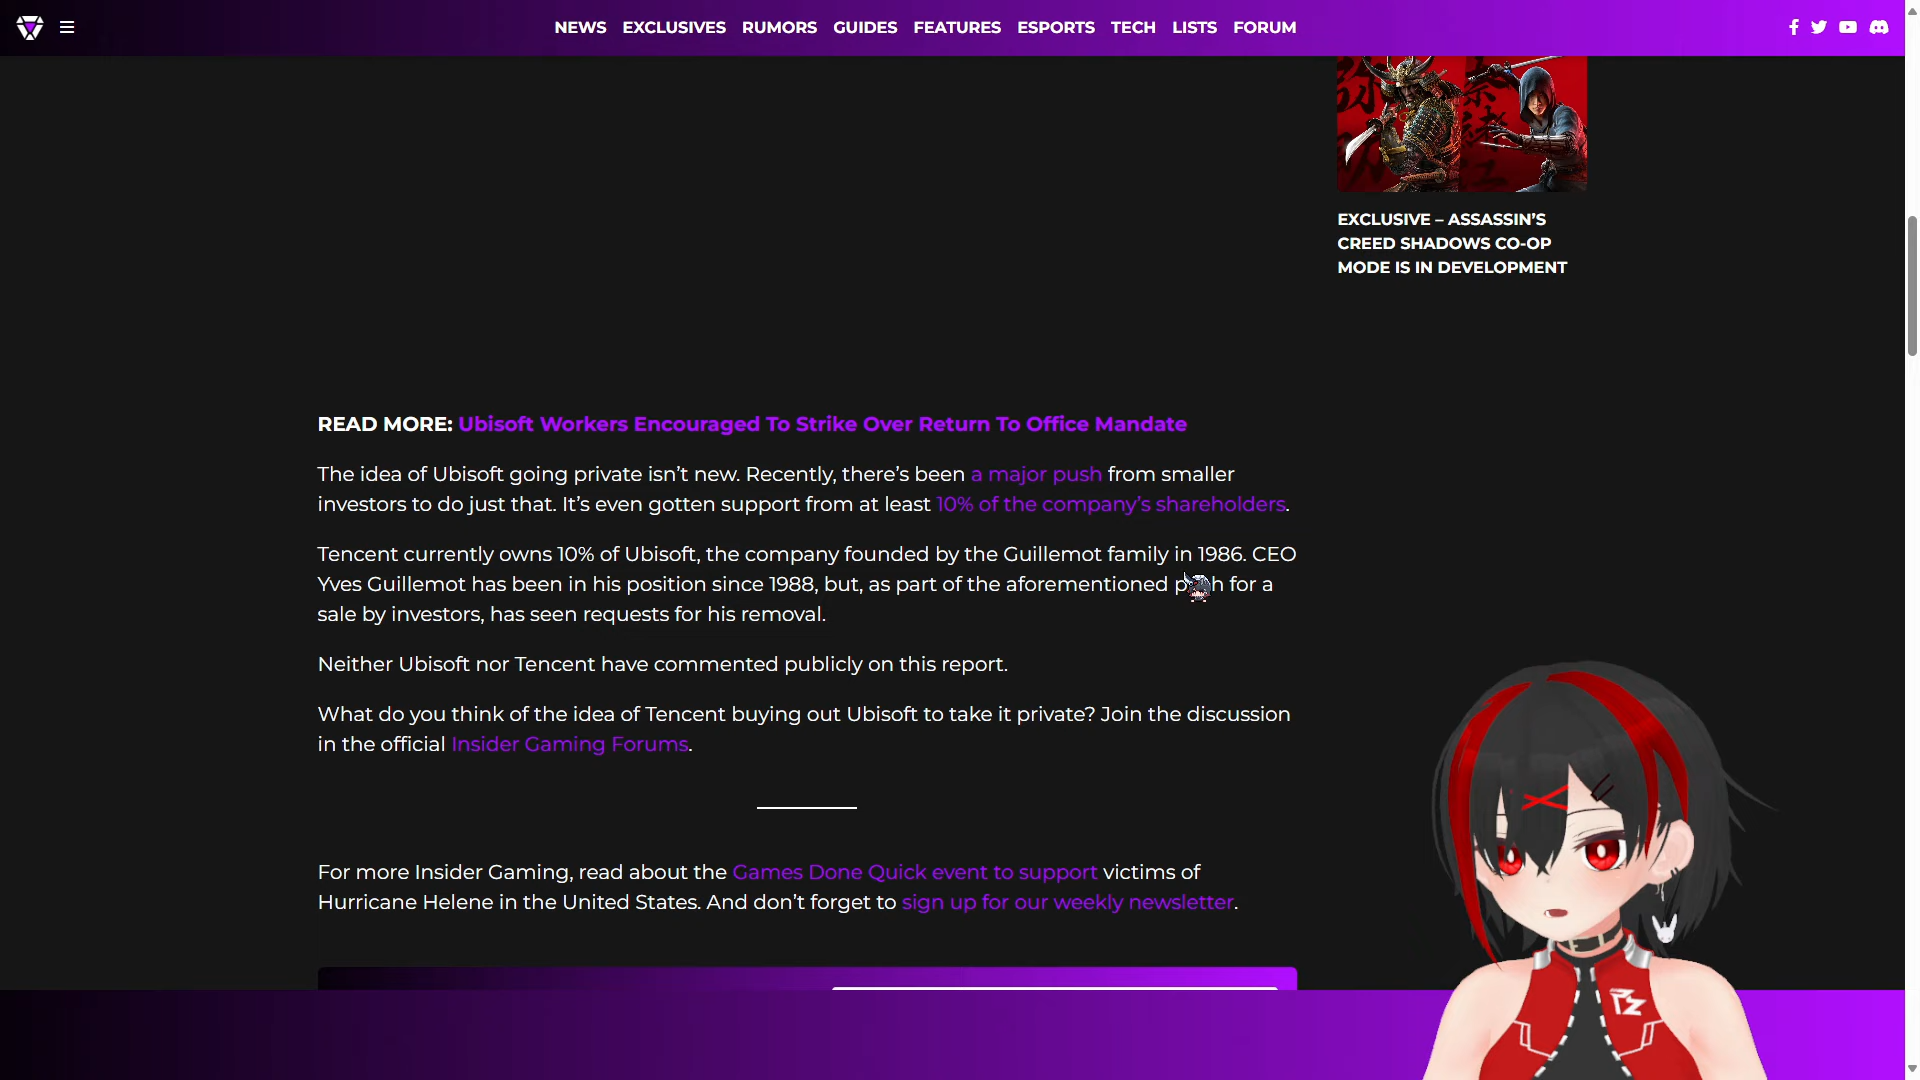 NEWS EXCLUSIVES RUMORS GUIDES FEATURES ESPORTS TECH LISTS FORUM
EXCLUSIVE – ASSASSIN'S
CREED SHADOWS CO-OP
MODE IS IN DEVELOPMENT
READ MORE: Ubisoft Workers Encouraged To Strike Over Return To Office Mandate
The idea of Ubisoft going private isn't new. Recently, there's been a major push from smaller
investors to do just that. It's even gotten support from at least 10% of the company's shareholders.
Tencent currently owns 10% of Ubisoft, the company founded by the Guillemot family in 1986. CEO
Yves Guillemot has been in his position since 1988, but, as part of the aforementioned for a
sale by investors, has seen requests for his removal.
Neither Ubisoft nor Tencent have commented publicly on this report.
What do you think of the idea of Tencent buying out Ubisoft to take it private? Join the discussion
in the official Insider Gaming Forums.
For more Insider Gaming, read about the Games Done Quick event to support victims of
Hurricane Helene in the United States. And don't forget to sign up for our weekly newsletter.